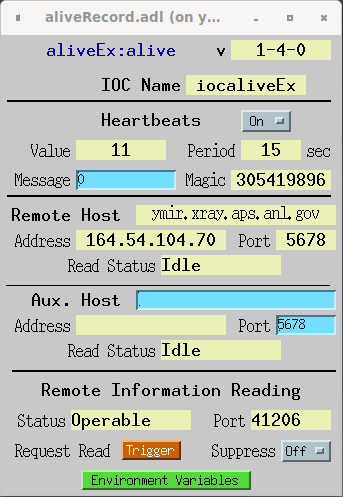 aliveRecord.adl (on y...
aliveEx:alive v 1-4-0
IOC Name iocaliveEx
Heartbeats On
Value 11 Period 15 sec
Message 0 Magic 305419896
Remote Host ymir.xray.aps.anl.gov
Address 164.54.104.70 Port 5678
Read Status Idle
Aux. Host
Address Port 5678
Read Status Idle
Remote Information Reading
Status Operable Port 41206
Request Read Trigger Suppress Off
Environment Variables